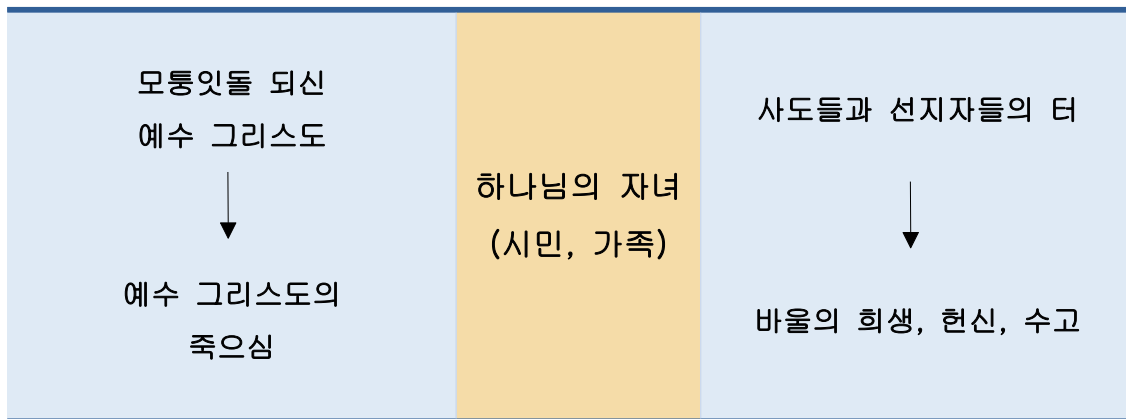 모퉁잇돌 되신
예수 그리스도
예수 그리스도의
죽으심
하나님의 자녀
(시민, 가족)
사도들과 선지자들의 터
바울의 희생, 헌신, 수고